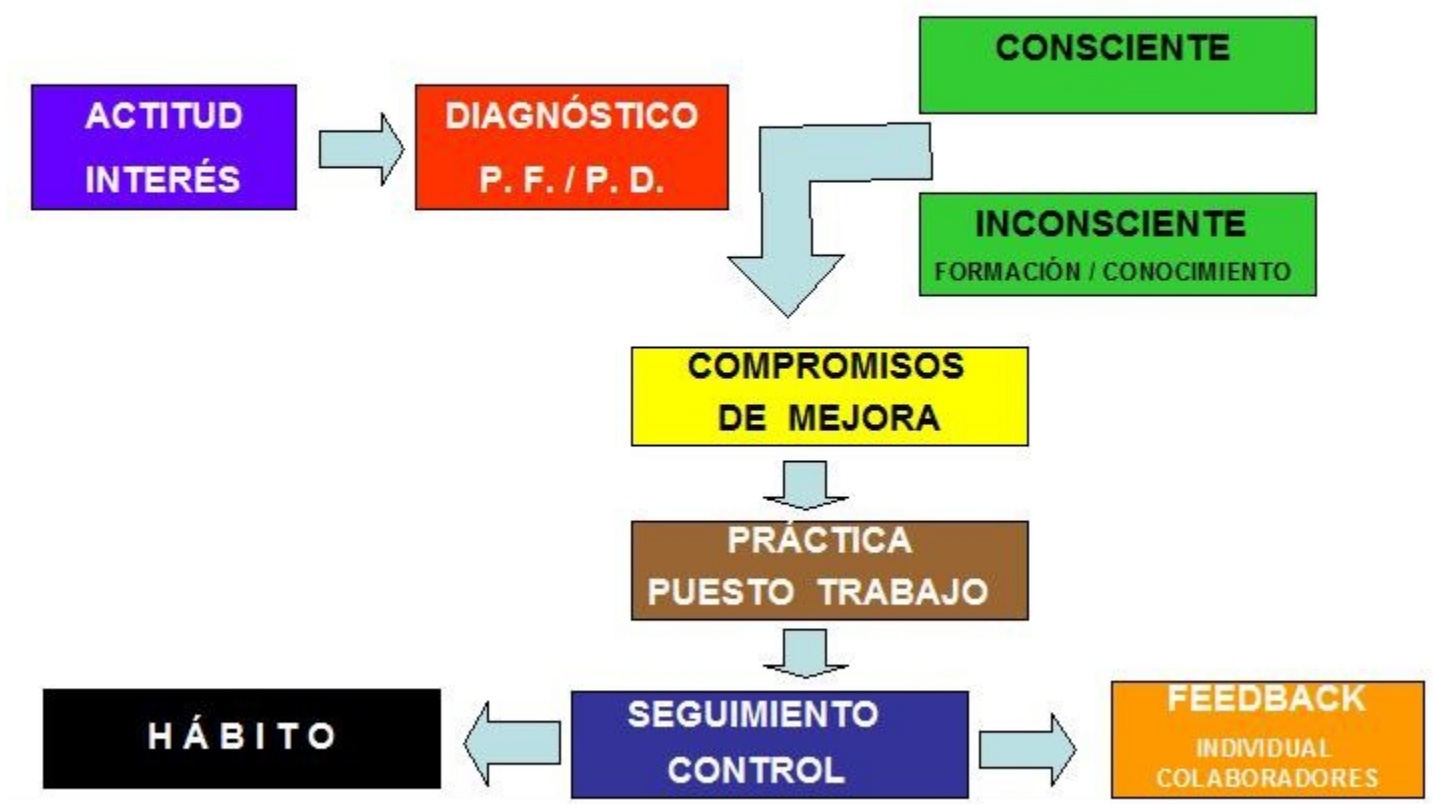 ACTITUD
INTERÉS
DIAGNÓSTICO
P. F. / P. D.
CONSCIENTE
INCONSCIENTE
FORMACIÓN / CONOCIMIENTO
COMPROMISOS
DE MEJORA
PRÁCTICA
PUESTO TRABAJO
HÁBITO
SEGUIMIENTO
CONTROL
FEEDBACK
INDIVIDUAL
COLABORADORES